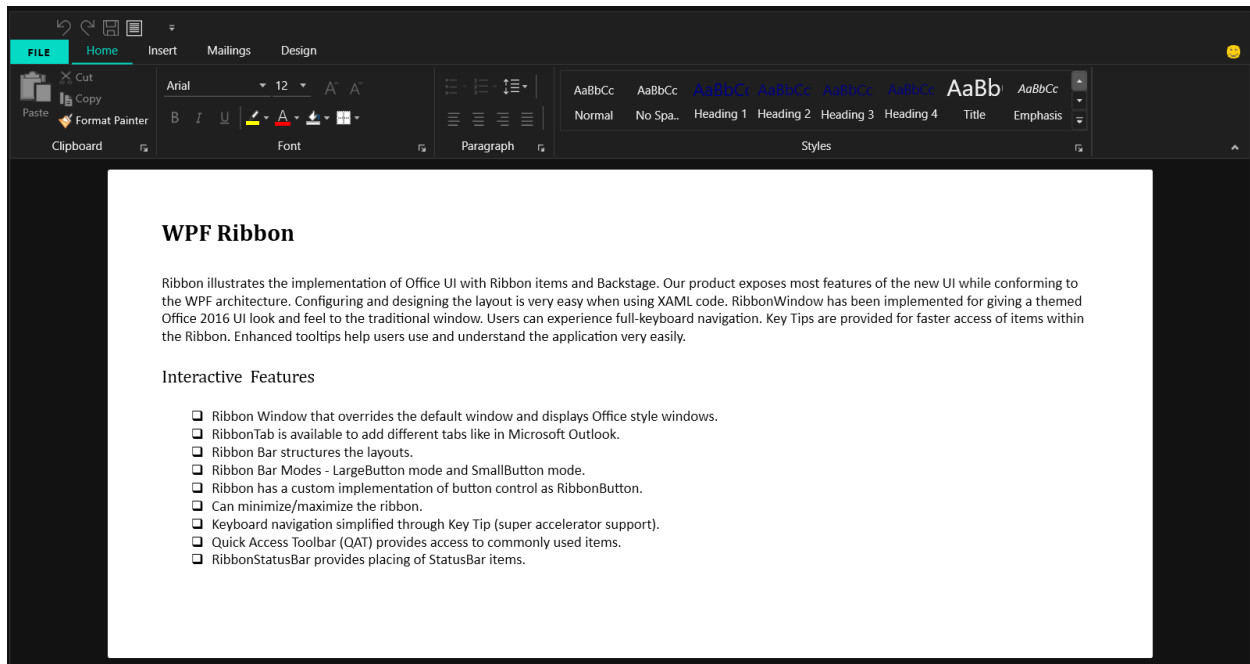 FILE Home Insert Mailings Design
Cut
Copy
Paste
Format Painter
Clipboard
Arial 12 A A
B I U A
Font
Paragraph
AaBbCc AaBbCc AaBbCc AaBbCc AaBbCc AaBbCc AaBb AaBbCc
Normal No Spa.. Heading 1 Heading 2 Heading 3 Heading 4 Title Emphasis
Styles
WPF Ribbon
Ribbon illustrates the implementation of Office UI with Ribbon items and Backstage. Our product exposes most features of the new UI while conforming to
the WPF architecture. Configuring and designing the layout is very easy when using XAML code. RibbonWindow has been implemented for giving a themed
Office 2016 UI look and feel to the traditional window. Users can experience full-keyboard navigation. Key Tips are provided for faster access of items within
the Ribbon. Enhanced tooltips help users use and understand the application very easily.
Interactive Features
Ribbon Window that overrides the default window and displays Office style windows.
RibbonTab is available to add different tabs like in Microsoft Outlook.
Ribbon Bar structures the layouts.
Ribbon Bar Modes - LargeButton mode and SmallButton mode.
Ribbon has a custom implementation of button control as RibbonButton.
Can minimize/maximize the ribbon.
Keyboard navigation simplified through Key Tip (super accelerator support).
Quick Access Toolbar (QAT) provides access to commonly used items.
RibbonStatusBar provides placing of StatusBar items.